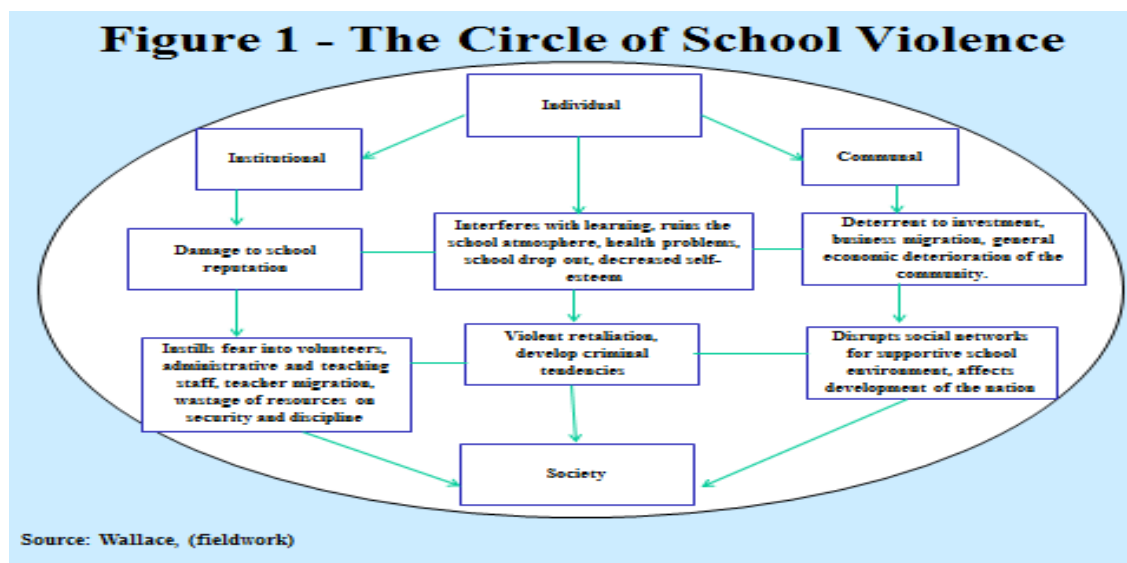 Figure 1 - The Circle of School Violence
Individual
Institutional
Communal
Damage to school
reputation
Interferes with learning, ruins the
school atmosphere, health problems,
school drop out, decreased self-
esteem
Deterrent to investment,
business migration, general
economic deterioration of the
community.
Instills fear into volunteers,
administrative and teaching
staff, teacher migration,
wastage of resources on
security and discipline
Violent retaliation,
develop criminal
tendencies
Disrupts social networks
for supportive school
environment, affects
development of the nation
Society
Source: Wallace, (fieldwork)